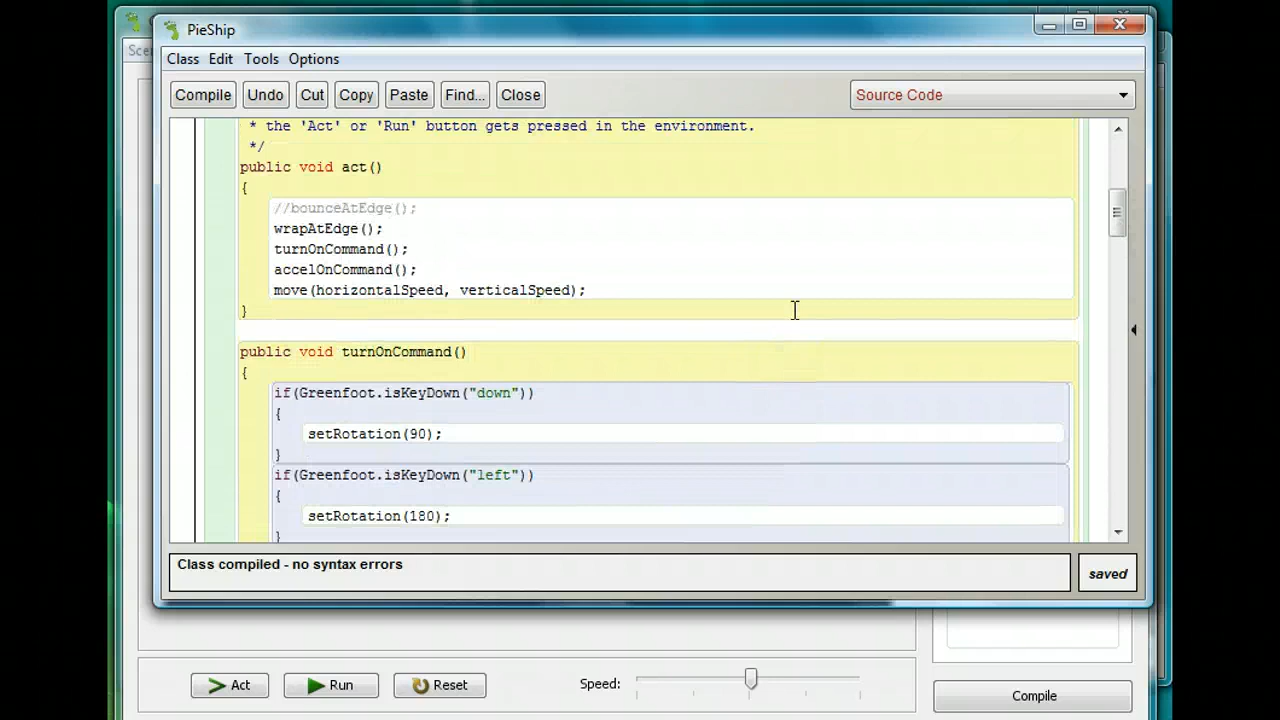 PieShip
Sce
Class Edit Tools Options
Compile Undo Cut Copy Paste Find... Close Source Code
* the 'Act' or 'Run' button gets pressed in the environment.
*/
public void act()
{
//bounceAtEdge();
wrapAtEdge();
turnOnCommand();
accelOnCommand();
move(horizontalSpeed, verticalSpeed);
}
public void turnOnCommand()
{
if(Greenfoot.isKeyDown("down"))
{
setRotation(90);
}
if(Greenfoot.isKeyDown("left"))
{
setRotation(180);
}
Class compiled - no syntax errors
saved
Act Run Reset Speed: Compile